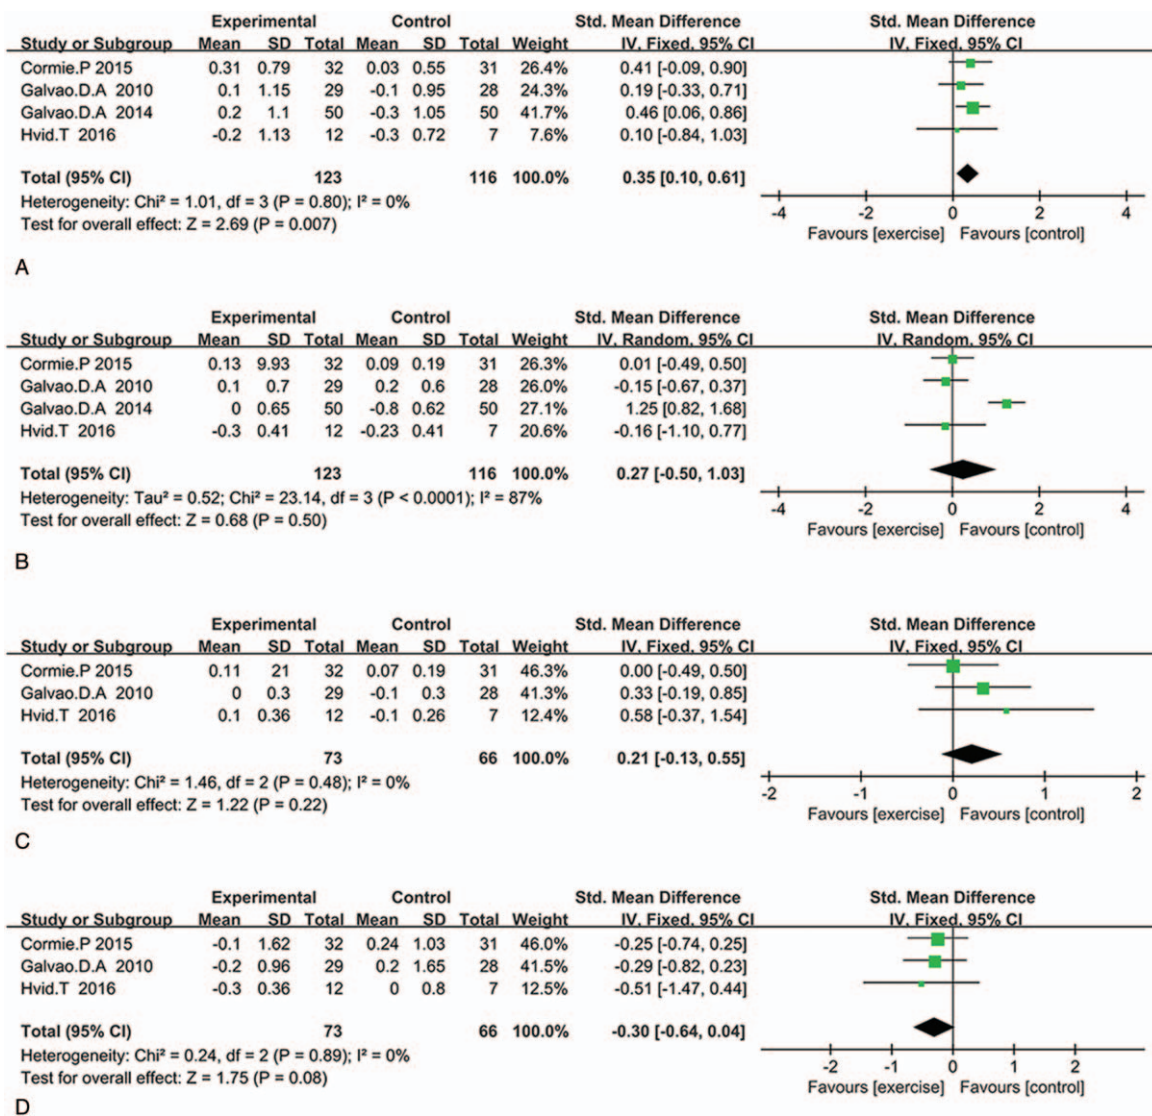 Experimental Control Std. Mean Difference Std. Mean Difference
Study or Subgroup Mean SD Total Mean SD Total Weight IV, Fixed, 95% CI IV, Fixed, 95% CI
Cormie.P 2015 0.31 0.79 32 0.03 0.55 31 26.4% 0.41 [-0.09, 0.90]
Galvao.D.A 2010 0.1 1.15 29 -0.1 0.95 28 24.3% 0.19 [-0.33, 0.71]
Galvao.D.A 2014 0.2 1.1 50 -0.3 1.05 50 41.7% 0.46 [0.06, 0.86]
Hvid.T 2016 -0.2 1.13 12 -0.3 0.72 7 7.6% 0.10 [-0.84, 1.03]
Total (95% CI) 123 116 100.0% 0.35 [0.10, 0.61]
Heterogeneity: Chi² = 1.01, df = 3 (P = 0.80); I² = 0%
Test for overall effect: Z = 2.69 (P = 0.007)
-4 -2 0 2 4
Favours [exercise] Favours [control]
A
Experimental Control Std. Mean Difference Std. Mean Difference
Study or Subgroup Mean SD Total Mean SD Total Weight IV, Random, 95% CI IV, Random, 95% CI
Cormie.P 2015 0.13 9.93 32 0.09 0.19 31 26.3% 0.01 [-0.49, 0.50]
Galvao.D.A 2010 0.1 0.7 29 0.2 0.6 28 26.0% -0.15 [-0.67, 0.37]
Galvao.D.A 2014 0 0.65 50 -0.8 0.62 50 27.1% 1.25 [0.82, 1.68]
Hvid.T 2016 -0.3 0.41 12 -0.23 0.41 7 20.6% -0.16 [-1.10, 0.77]
Total (95% CI) 123 116 100.0% 0.27 [-0.50, 1.03]
Heterogeneity: Tau² = 0.52; Chi² = 23.14, df = 3 (P < 0.0001); I² = 87%
Test for overall effect: Z = 0.68 (P = 0.50)
-4 -2 0 2 4
Favours [exercise] Favours [control]
B
Experimental Control Std. Mean Difference Std. Mean Difference
Study or Subgroup Mean SD Total Mean SD Total Weight IV, Fixed, 95% CI IV, Fixed, 95% CI
Cormie.P 2015 0.11 21 32 0.07 0.19 31 46.3% 0.00 [-0.49, 0.50]
Galvao.D.A 2010 0 0.3 29 -0.1 0.3 28 41.3% 0.33 [-0.19, 0.85]
Hvid.T 2016 0.1 0.36 12 -0.1 0.26 7 12.4% 0.58 [-0.37, 1.54]
Total (95% CI) 73 66 100.0% 0.21 [-0.13, 0.55]
Heterogeneity: Chi² = 1.46, df = 2 (P = 0.48); I² = 0%
Test for overall effect: Z = 1.22 (P = 0.22)
-2 -1 0 1 2
Favours [exercise] Favours [control]
C
Experimental Control Std. Mean Difference Std. Mean Difference
Study or Subgroup Mean SD Total Mean SD Total Weight IV, Fixed, 95% CI IV, Fixed, 95% CI
Cormie.P 2015 -0.1 1.62 32 0.24 1.03 31 46.0% -0.25 [-0.74, 0.25]
Galvao.D.A 2010 -0.2 0.96 29 0.2 1.65 28 41.5% -0.29 [-0.82, 0.23]
Hvid.T 2016 -0.3 0.36 12 0 0.8 7 12.5% -0.51 [-1.47, 0.44]
Total (95% CI) 73 66 100.0% -0.30 [-0.64, 0.04]
Heterogeneity: Chi² = 0.24, df = 2 (P = 0.89); I² = 0%
Test for overall effect: Z = 1.75 (P = 0.08)
-2 -1 0 1 2
Favours [exercise] Favours [control]
D